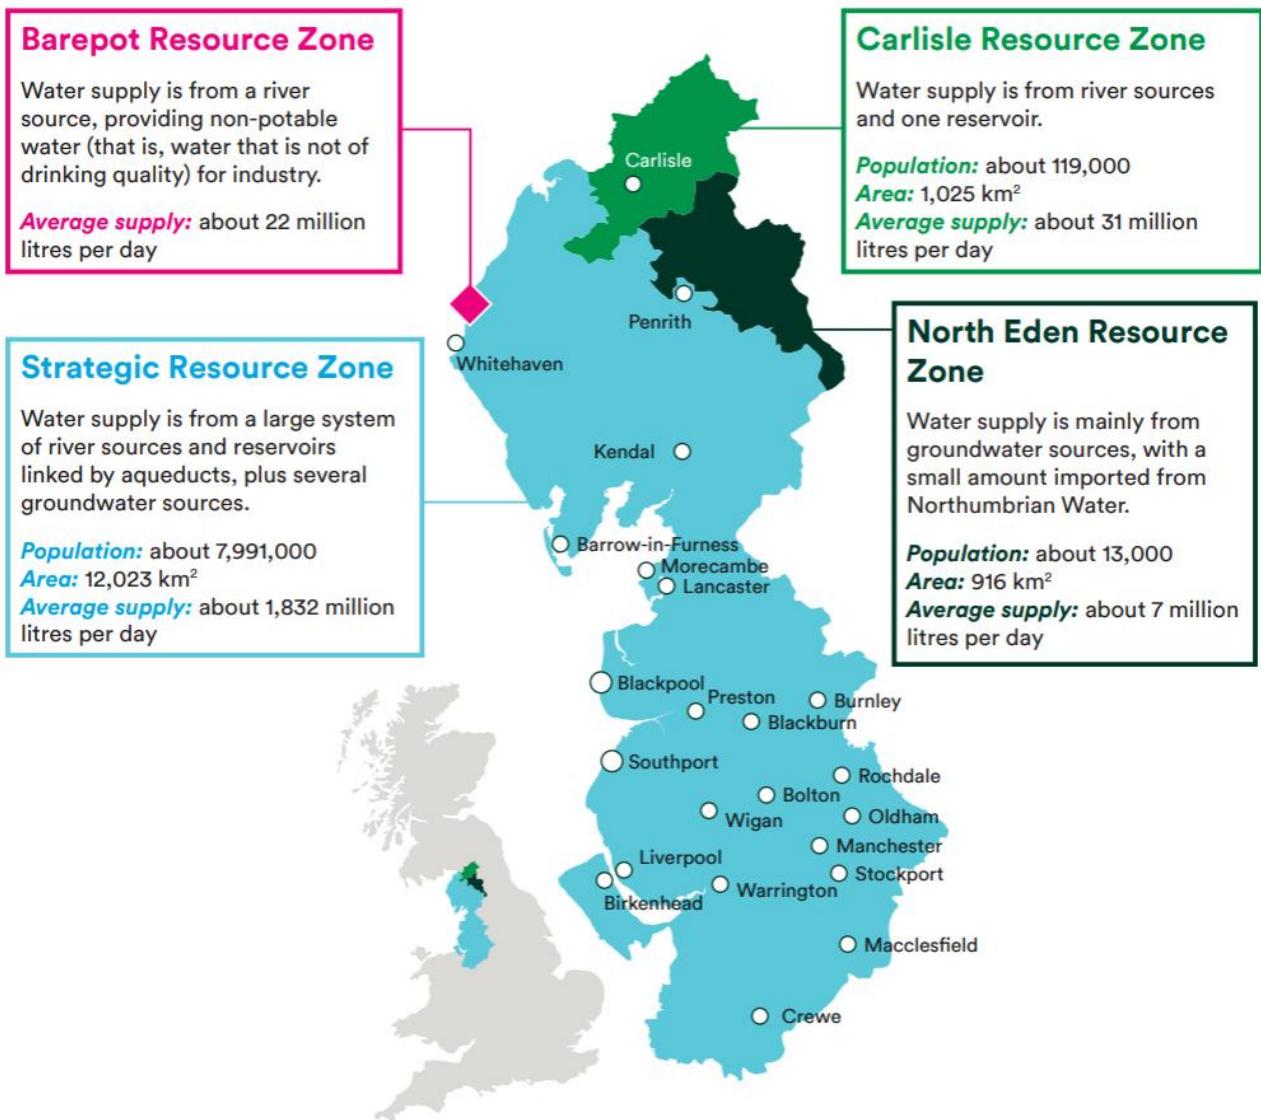 Barepot Resource Zone
Water supply is from a river
source, providing non-potable
water (that is, water that is not of
drinking quality) for industry.
Average supply: about 22 million
litres per day
Carlisle Resource Zone
Water supply is from river sources
and one reservoir.
Population: about 119,000
Area: 1,025 km²
Average supply: about 31 million
litres per day
Strategic Resource Zone
Water supply is from a large system
of river sources and reservoirs
linked by aqueducts, plus several
groundwater sources.
Population: about 7,991,000
Area: 12,023 km²
Average supply: about 1,832 million
litres per day
North Eden Resource
Zone
Water supply is mainly from
groundwater sources, with a
small amount imported from
Northumbrian Water.
Population: about 13,000
Area: 916 km²
Average supply: about 7 million
litres per day
Carlisle
Penrith
Whitehaven
Kendal
Barrow-in-Furness
Morecambe
Lancaster
Blackpool
Preston
Burnley
Blackburn
Southport
Rochdale
Bolton
Wigan
Oldham
Manchester
Liverpool
Stockport
Warrington
Birkenhead
Macclesfield
Crewe